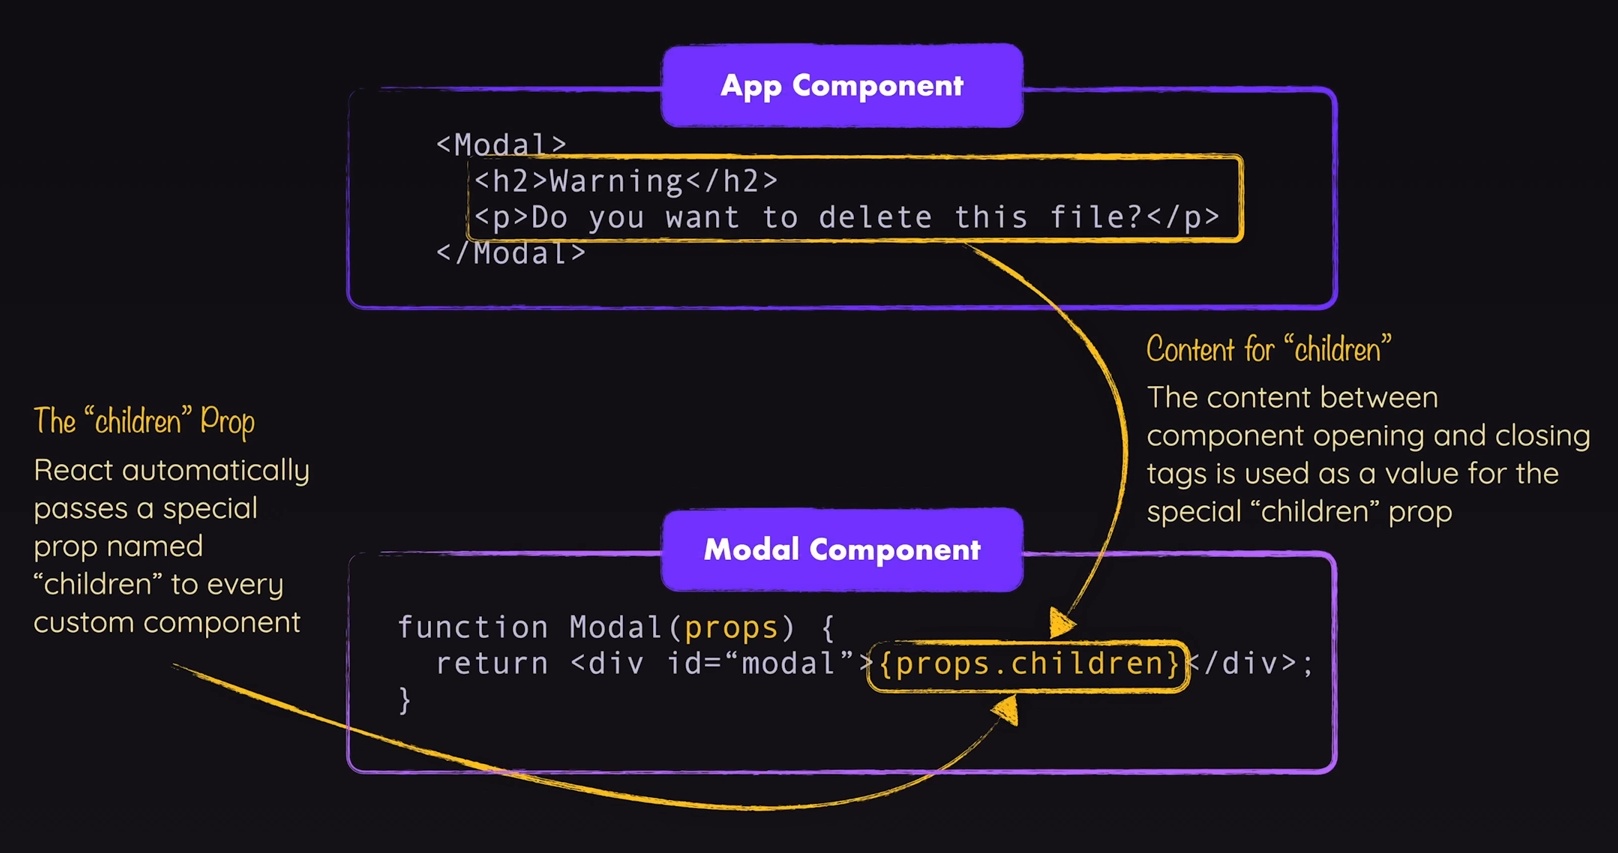 App Component
<Modal>
<h2>Warning</h2>
<p>Do you want to delete this file?</p>
</Modal>
Content for “children”
The content between
component opening and closing
tags is used as a value for the
special “children” prop
The “children” Prop
React automatically
passes a special
prop named
“children” to every
custom component
Modal Component
function Modal(props) {
return <div id=“modal”>{props.children}</div>;
}